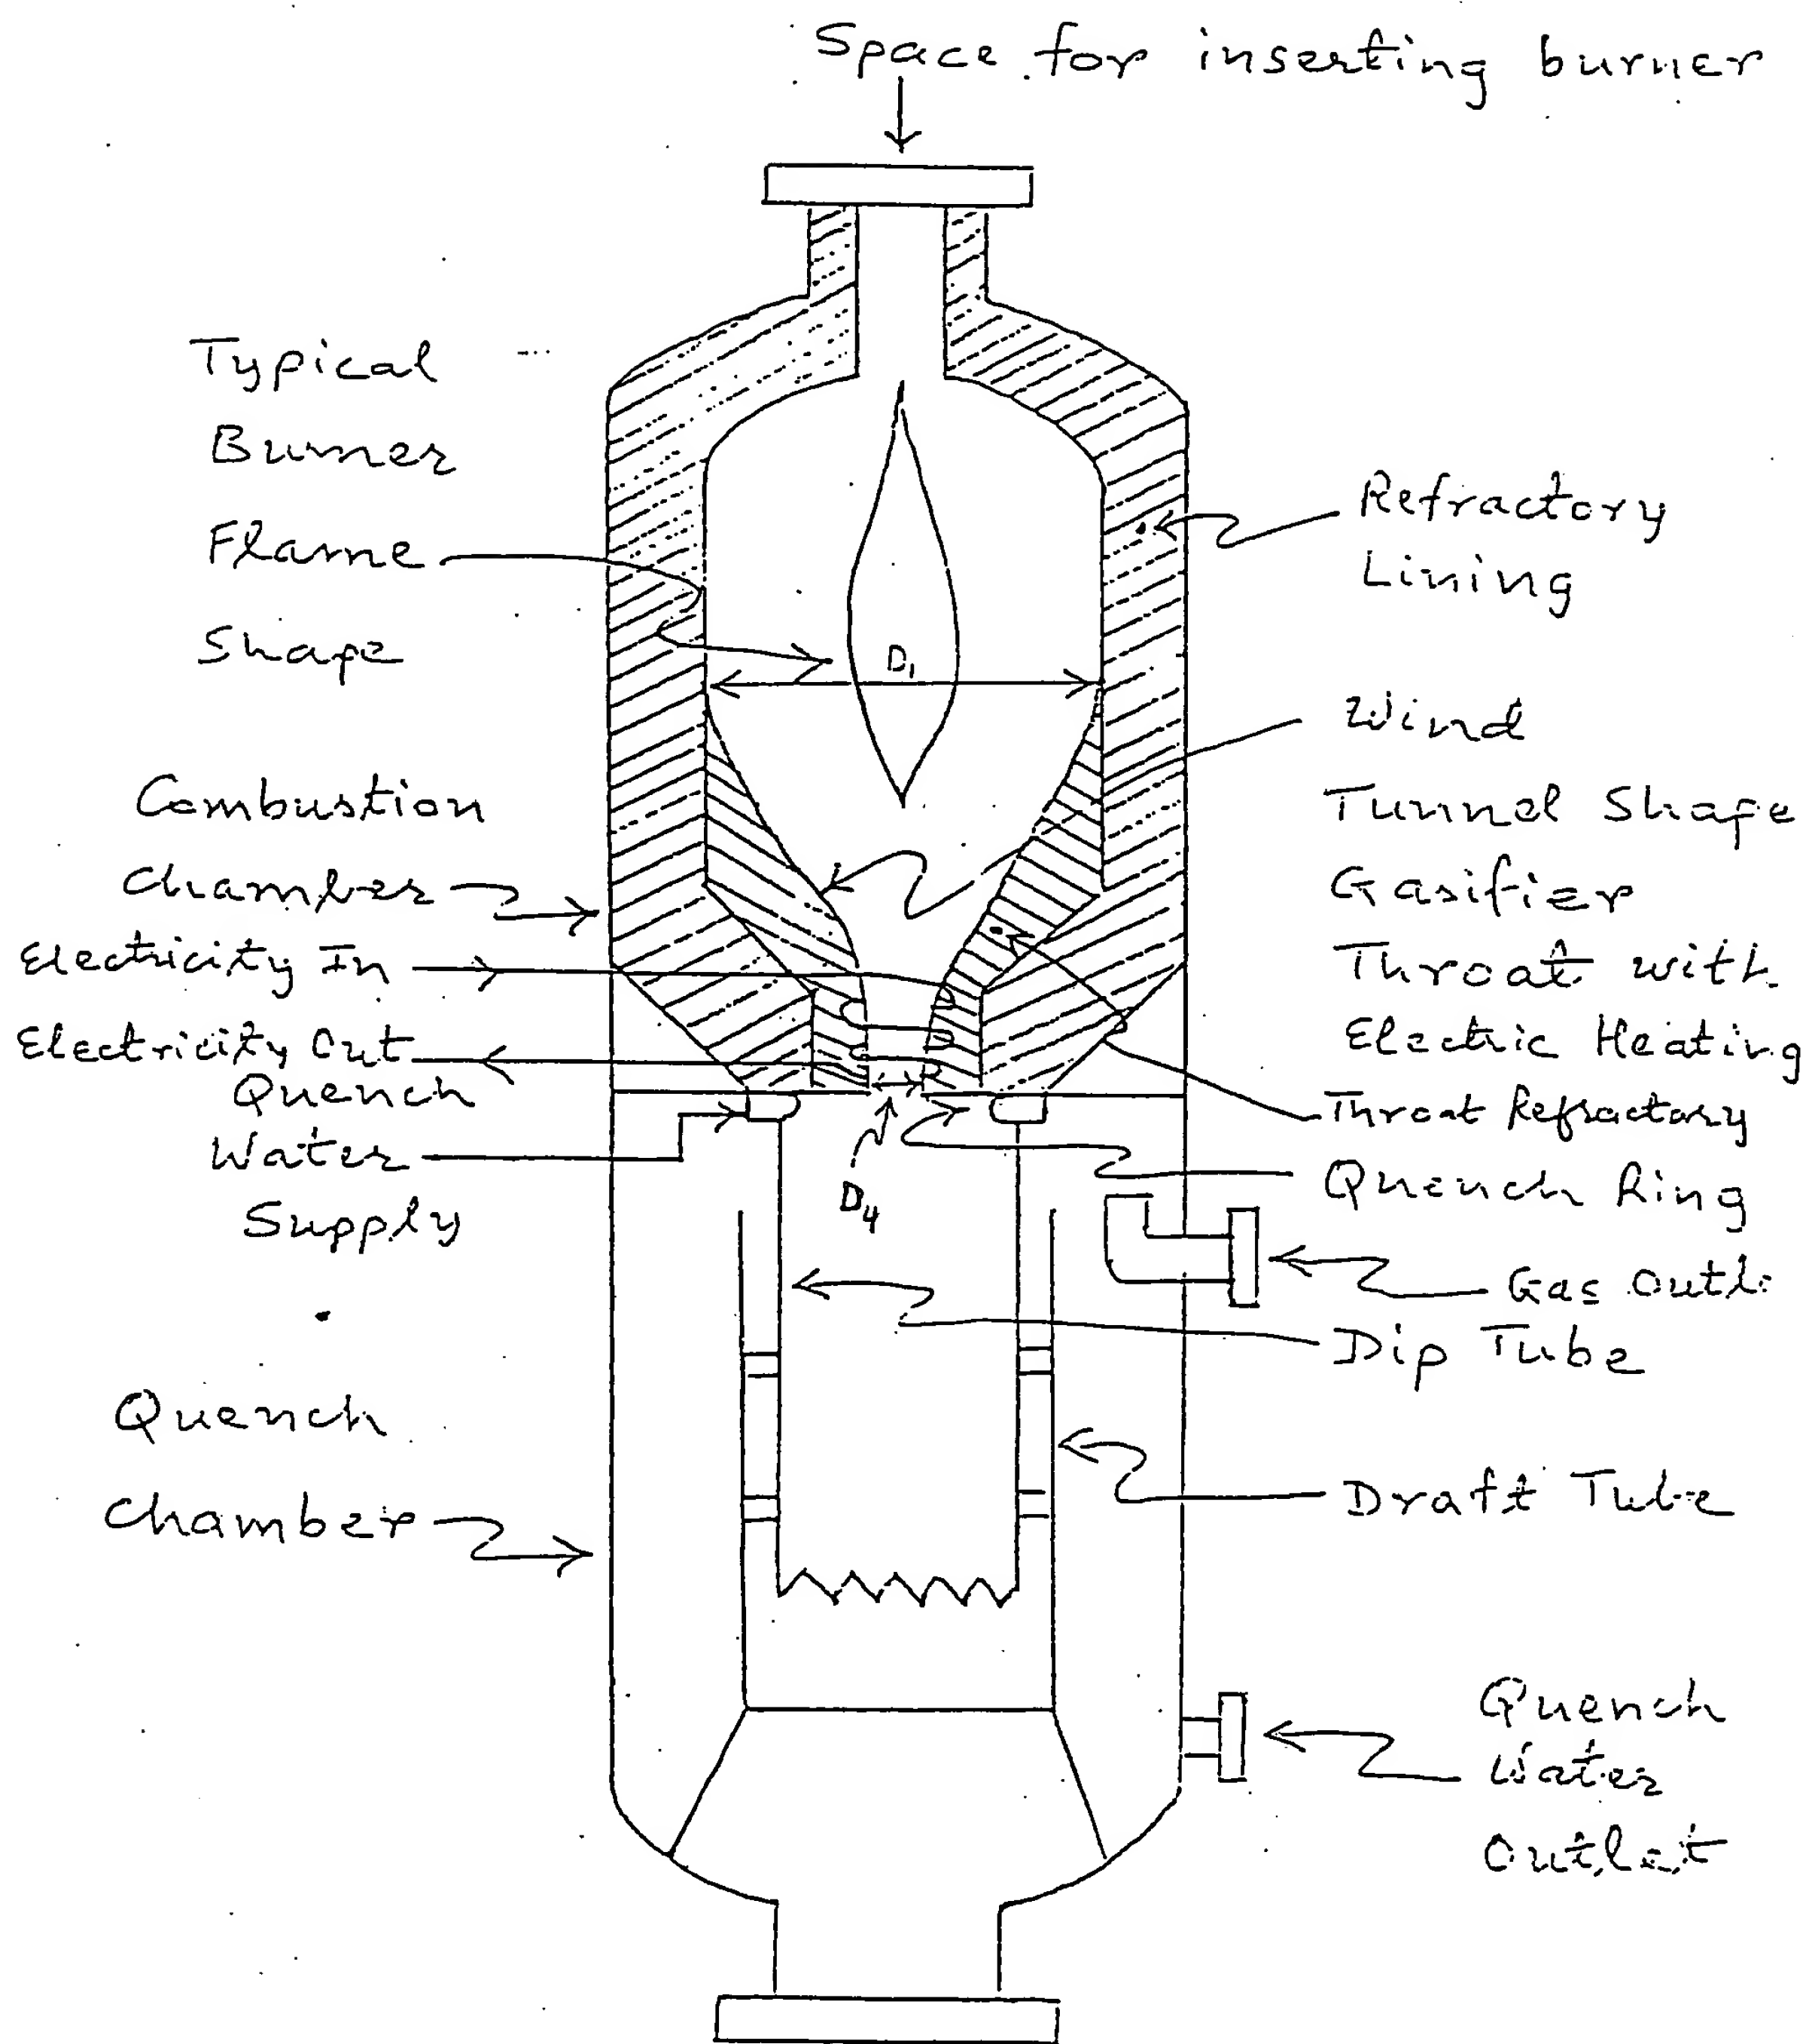 Space for inserting burner
Typical
Burner
Flame
Shape
Refractory
Lining
D1
Wind
Tunnel Shape
Gasifier
Throat with
Electric Heating
Combustion
Chamber
Electricity In
Electricity Out
Throat Refractory
Quench
Water
Supply
D4
Quench Ring
Gas Outl
Dip Tube
Quench
Chamber
Draft Tube
Quench
Water
Outlet